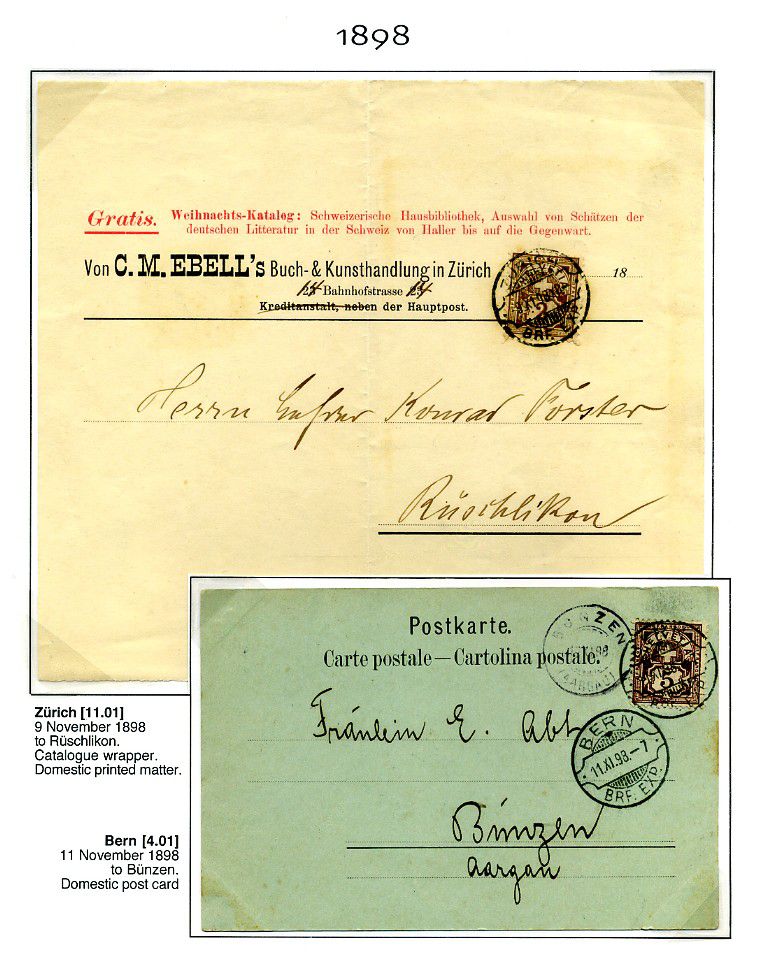 1898
Gratis. Weihnachts-Katalog: Schweizerische Hausbibliothek, Auswahl von Schätzen der
deutschen Litteratur in der Schweiz von Haller bis auf die Gegenwart.
Von C. M. EBELL's Buch- & Kunsthandlung in Zürich 18
Bahnhofstrasse
Kreditanstalt, neben der Hauptpost.
ZÜRICH
BRF. EXP.
Herrn Lehrer Konrad Forster
Rüschlikon
Zürich [11.01]
9 November 1898
to Rüschlikon.
Catalogue wrapper.
Domestic printed matter.
Bern [4.01]
11 November 1898
to Bünzen.
Domestic post card
Postkarte.
Carte postale — Cartolina postale.
BÜNZEN
(AARGAU)
HELVETIA
5
Fräulein E. Abt
BERN
11.XI.98.–7
BRF. EXP.
Bünzen
Aargau